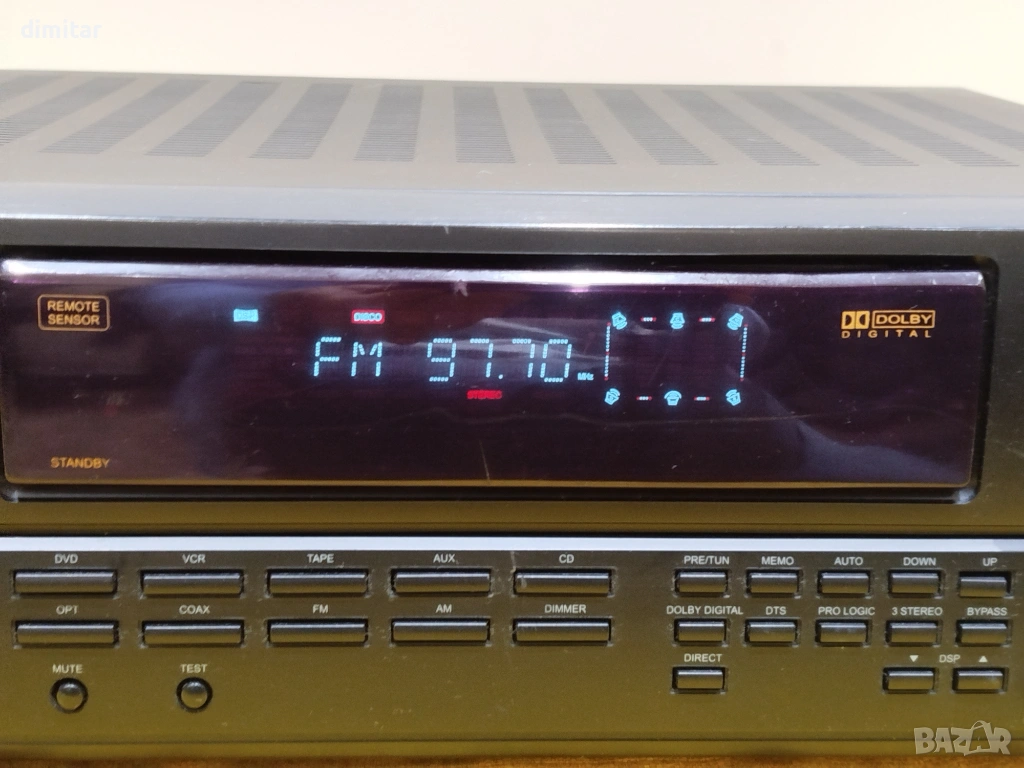 dimitar
REMOTE
SENSOR
DISCO
FM 97.10 MHz
STEREO
DOLBY
DIGITAL
STANDBY
DVD VCR TAPE AUX CD
PRE/TUN MEMO AUTO DOWN UP
OPT COAX FM AM DIMMER
DOLBY DIGITAL DTS PRO LOGIC 3 STEREO BYPASS
MUTE TEST
DIRECT DSP
BAZAR